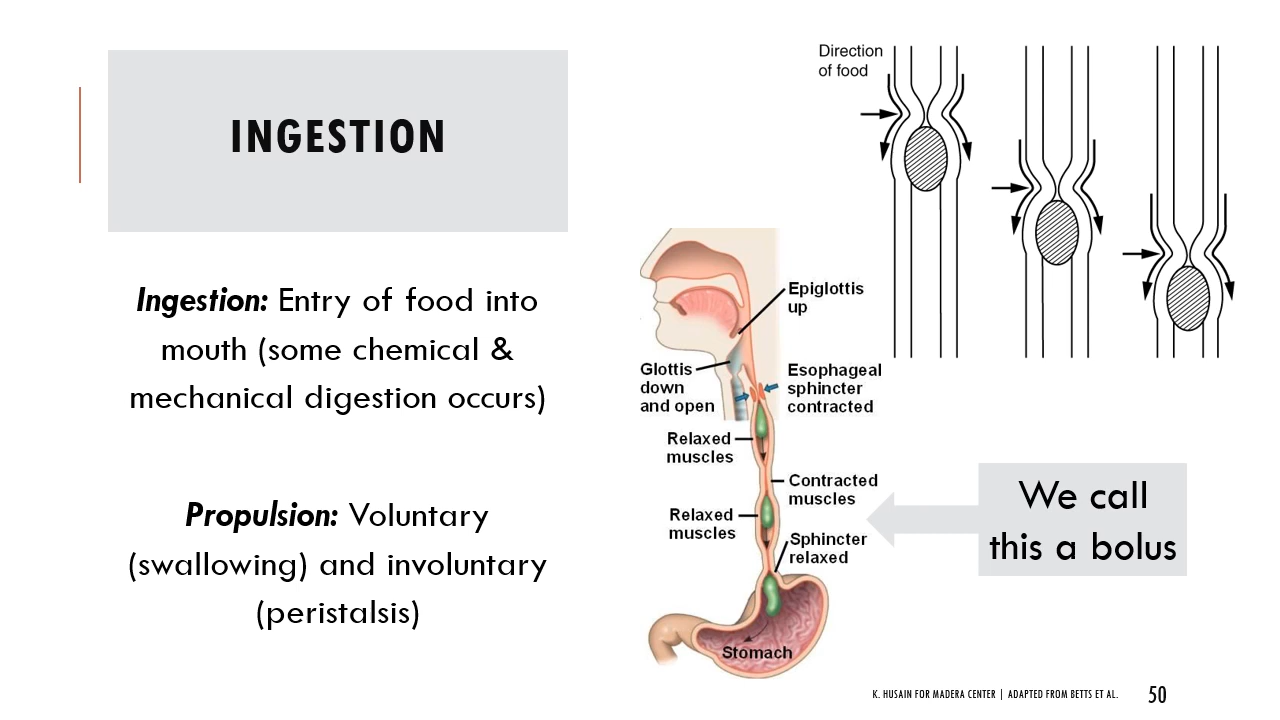 INGESTION
Ingestion: Entry of food into
mouth (some chemical &
mechanical digestion occurs)
Propulsion: Voluntary
(swallowing) and involuntary
(peristalsis)
Direction
of food
Epiglottis
up
Glottis
down
and open
Esophageal
sphincter
contracted
Relaxed
muscles
Contracted
muscles
Relaxed
muscles
Sphincter
relaxed
Stomach
We call
this a bolus
K. HUSAIN FOR MADERA CENTER | ADAPTED FROM BETTS ET AL.
50